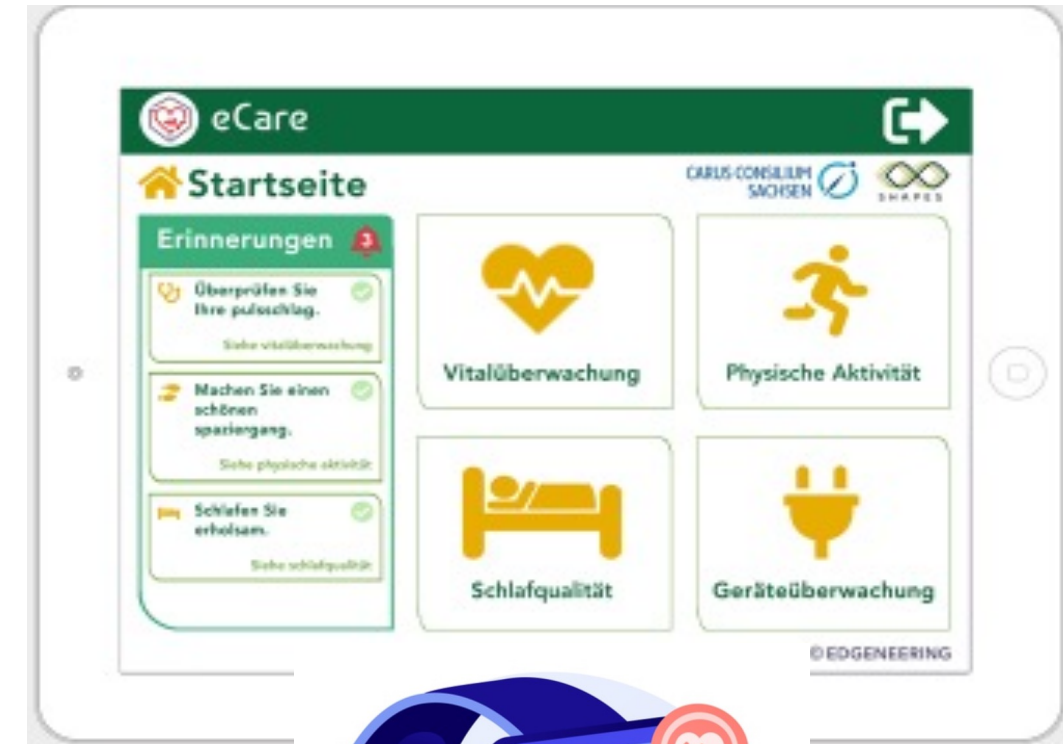 eCare
Startseite
CARUS CONSILIUM
SACHSEN
SHAPES
Erinnerungen 3
Überprüfen Sie
Ihre pulsschlag.
Siehe vitalüberwachung
Machen Sie einen
schönen
spaziergang.
Siehe physische aktivität
Schlafen Sie
erholsam.
Siehe schlafqualität
Vitalüberwachung
Physische Aktivität
Schlafqualität
Geräteüberwachung
© EDGENEERING